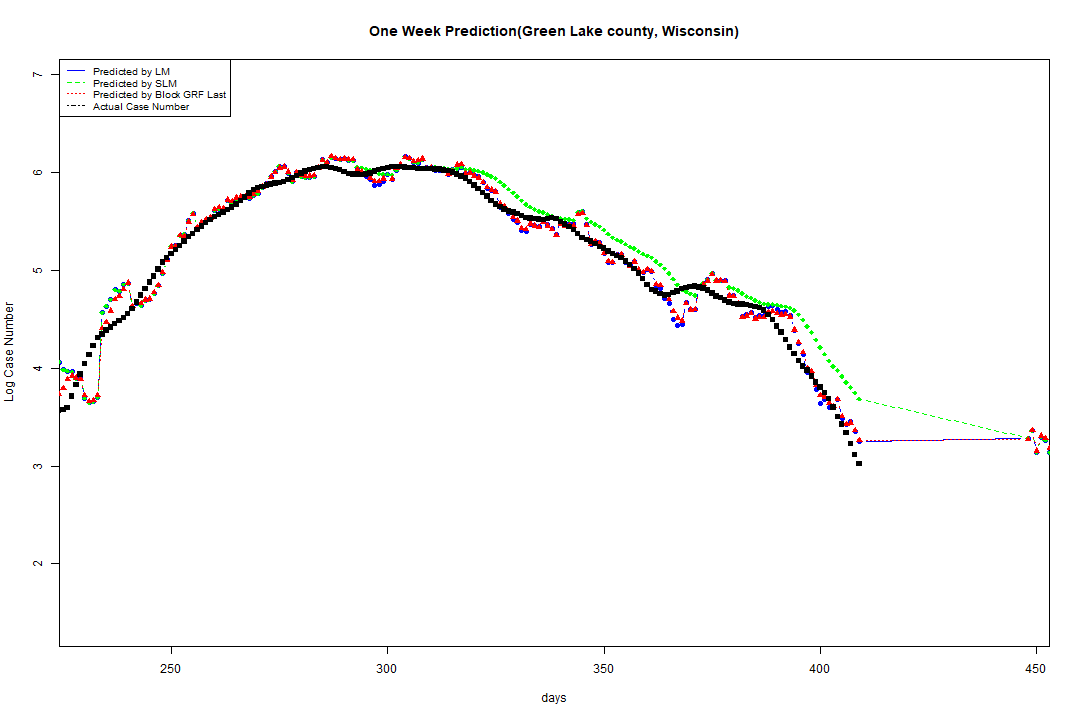 One Week Prediction(Green Lake county, Wisconsin)
Predicted by LM
Predicted by SLM
Predicted by Block GRF Last
Actual Case Number
7
6
5
4
3
2
Log Case Number
250
300
350
400
450
days